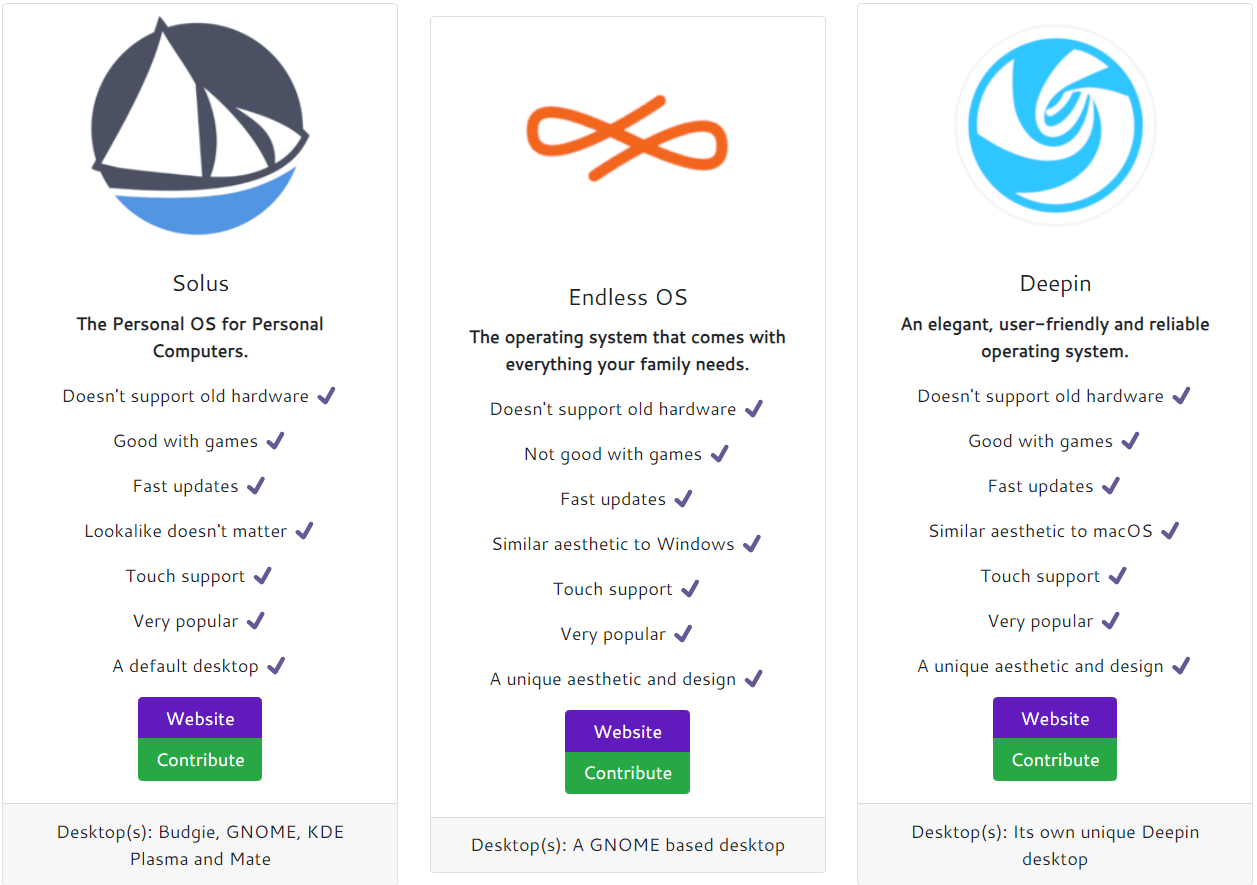 Solus
The Personal OS for Personal
Computers.
Doesn't support old hardware ✔
Good with games ✔
Fast updates ✔
Lookalike doesn't matter ✔
Touch support ✔
Very popular ✔
A default desktop ✔
Website
Contribute
Desktop(s): Budgie, GNOME, KDE
Plasma and Mate
Endless OS
The operating system that comes with
everything your family needs.
Doesn't support old hardware ✔
Not good with games ✔
Fast updates ✔
Similar aesthetic to Windows ✔
Touch support ✔
Very popular ✔
A unique aesthetic and design ✔
Website
Contribute
Desktop(s): A GNOME based desktop
Deepin
An elegant, user-friendly and reliable
operating system.
Doesn't support old hardware ✔
Good with games ✔
Fast updates ✔
Similar aesthetic to macOS ✔
Touch support ✔
Very popular ✔
A unique aesthetic and design ✔
Website
Contribute
Desktop(s): Its own unique Deepin
desktop